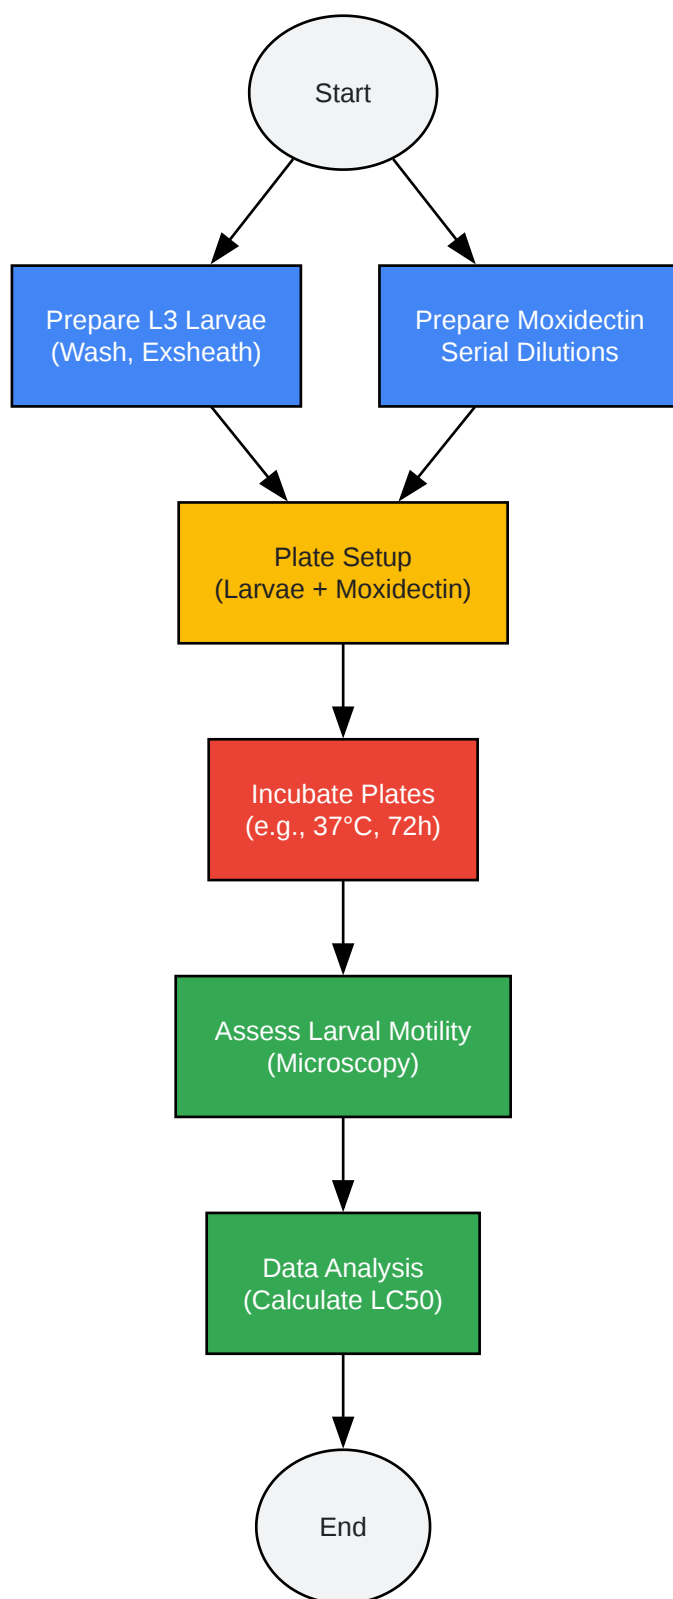 Start
Prepare L3 Larvae
(Wash, Exsheath)
Prepare Moxidectin
Serial Dilutions
Plate Setup
(Larvae + Moxidectin)
Incubate Plates
(e.g., 37°C, 72h)
Assess Larval Motility
(Microscopy)
Data Analysis
(Calculate LC50)
End